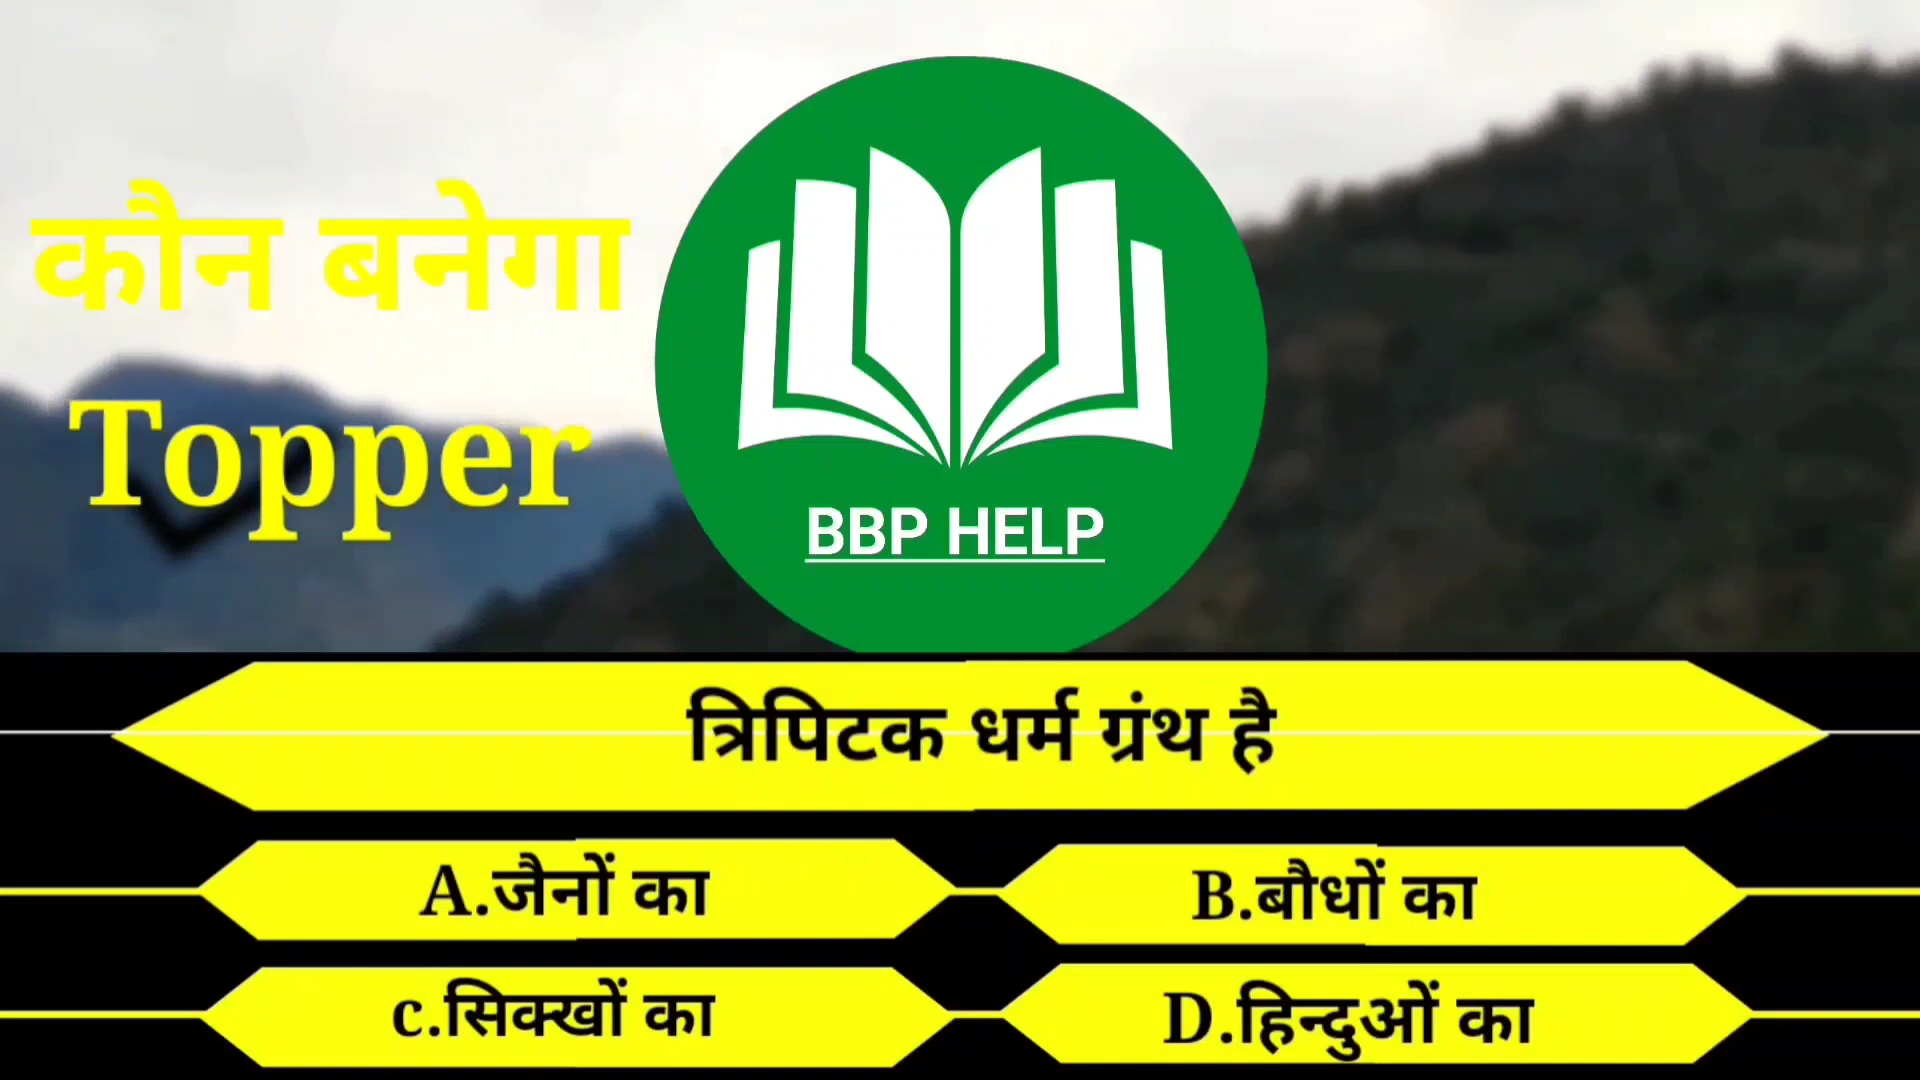 कौन बनेगा
Topper
BBP HELP
त्रिपिटक धर्म ग्रंथ है
A.जैनों का
B.बौधों का
c.सिक्खों का
D.हिन्दुओं का